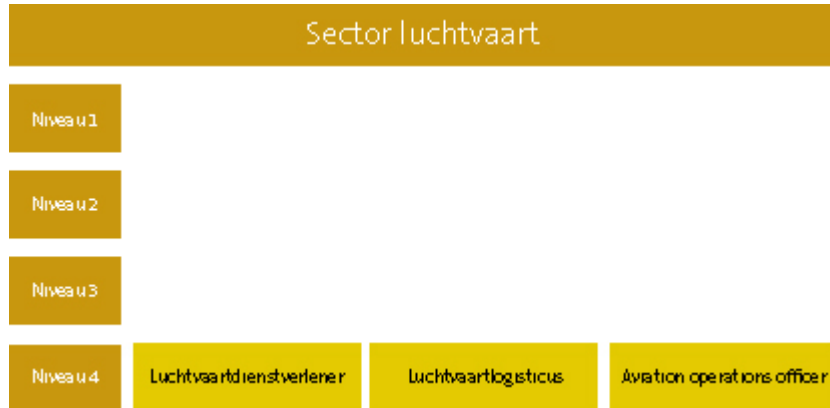 Sector luchtvaart
Niveau 1
Niveau 2
Niveau 3
Niveau 4
Luchtvaartdienstverlener
Luchtvaartlogisticus
Aviation operations officer